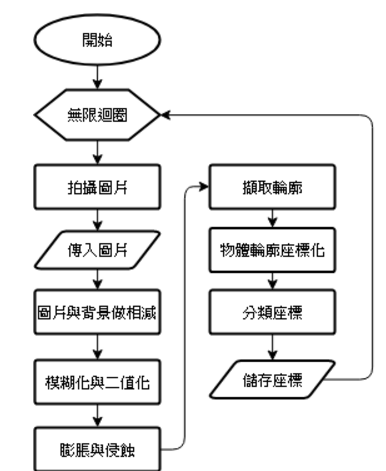 開始
無限迴圈
拍攝圖片
傳入圖片
圖片與背景做相減
模糊化與二值化
膨脹與侵蝕
擷取輪廓
物體輪廓座標化
分類座標
儲存座標